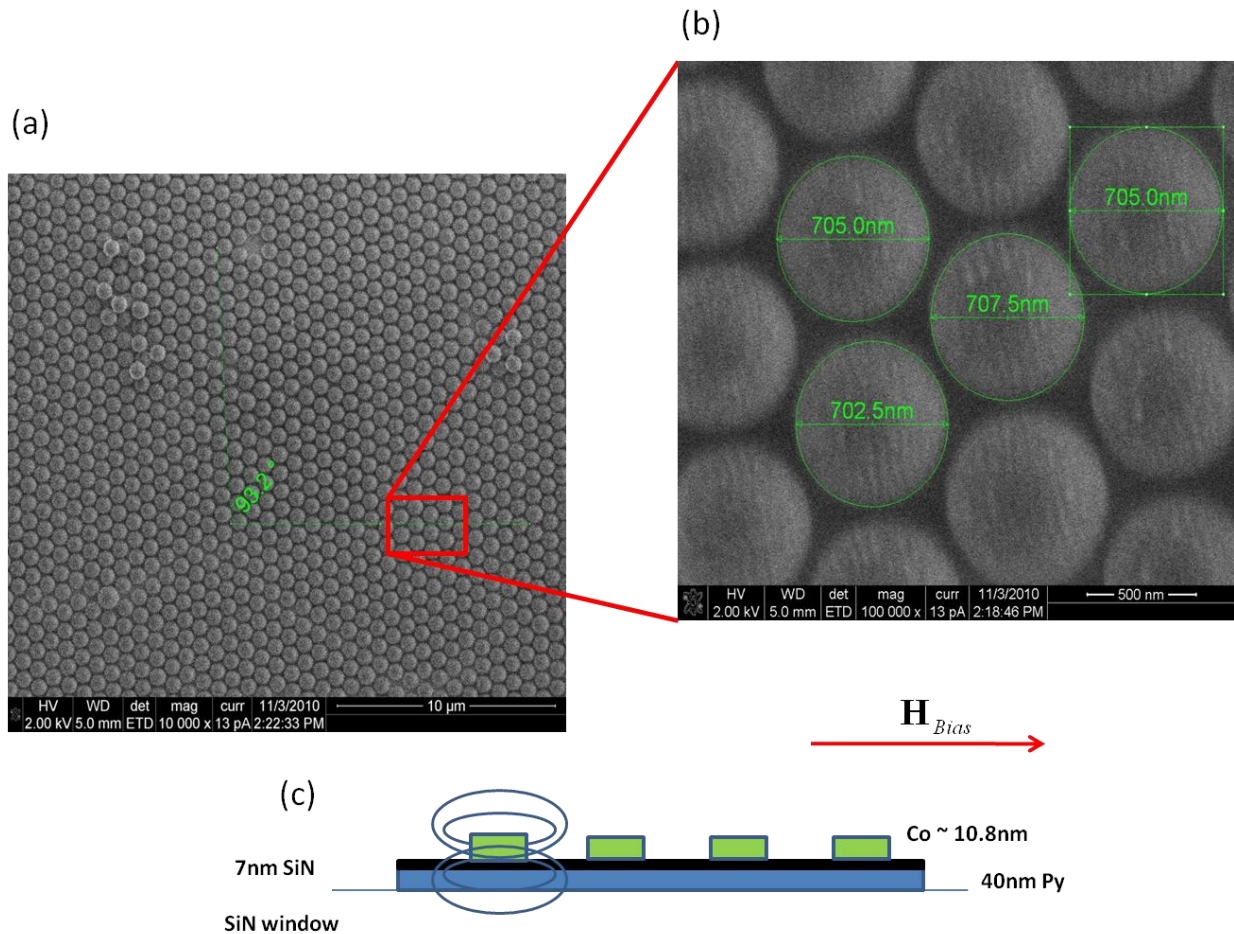 (a)
93.2°
HV WD det mag curr 11/3/2010 10 µm
2.00 kV 5.0 mm ETD 10 000 x 13 pA 2:22:33 PM
(b)
705.0nm
705.0nm
707.5nm
702.5nm
HV WD det mag curr 11/3/2010 500 nm
2.00 kV 5.0 mm ETD 100 000 x 13 pA 2:18:46 PM
H Bias
(c)
Co ~ 10.8nm
7nm SiN
40nm Py
SiN window